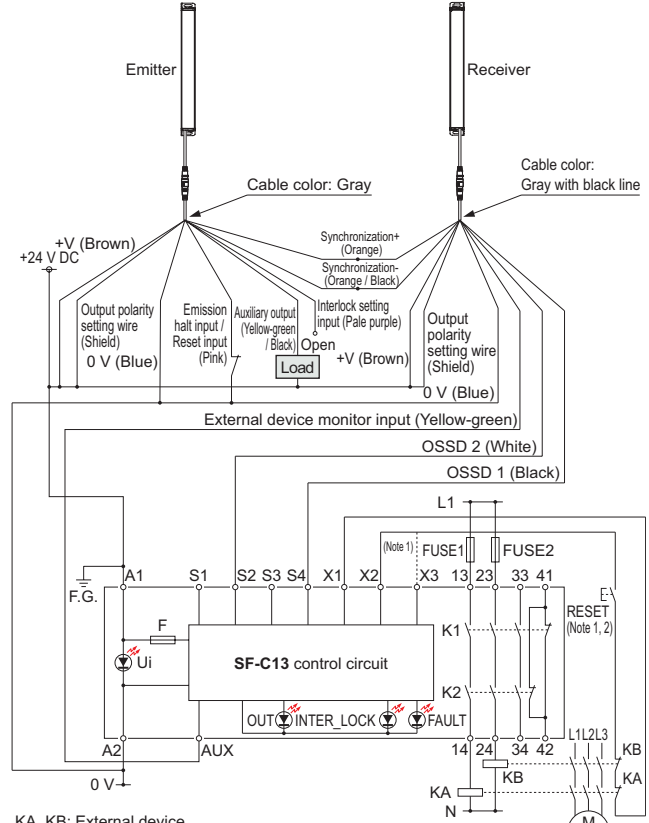 Emitter
Receiver
Cable color: Gray
Cable color:
Gray with black line
+V (Brown)
+24 V DC
Synchronization+
(Orange)
Synchronization-
(Orange / Black)
Output polarity
setting wire
(Shield)
0 V (Blue)
Emission
halt input /
Reset input
(Pink)
Auxiliary output
(Yellow-green
/ Black)
Interlock setting
input (Pale purple)
Open
Load
+V (Brown)
Output
polarity
setting wire
(Shield)
0 V (Blue)
External device monitor input (Yellow-green)
OSSD 2 (White)
OSSD 1 (Black)
L1
(Note 1)
FUSE1
FUSE2
F.G.
A1
S1
S2
S3
S4
X1
X2
X3
13
23
33
41
RESET
(Note 1, 2)
E
F
K1
Ui
SF-C13 control circuit
K2
OUT
INTER_LOCK
FAULT
A2
AUX
14
24
34
42
L1L2L3
KB
KA
KB
0 V
KA
N
M
KA, KB: External device